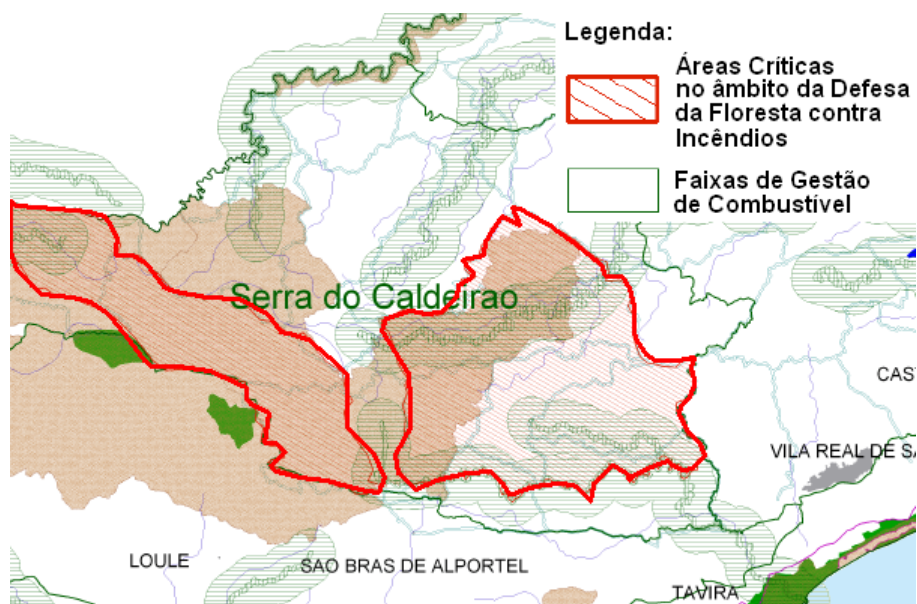 Legenda:
Áreas Críticas
no âmbito da Defesa
da Floresta contra
Incêndios
Faixas de Gestão
de Combustível
Serra do Caldeirao
CAST
VILA REAL DE SA
LOULE
SAO BRAS DE ALPORTEL
TAVIRA